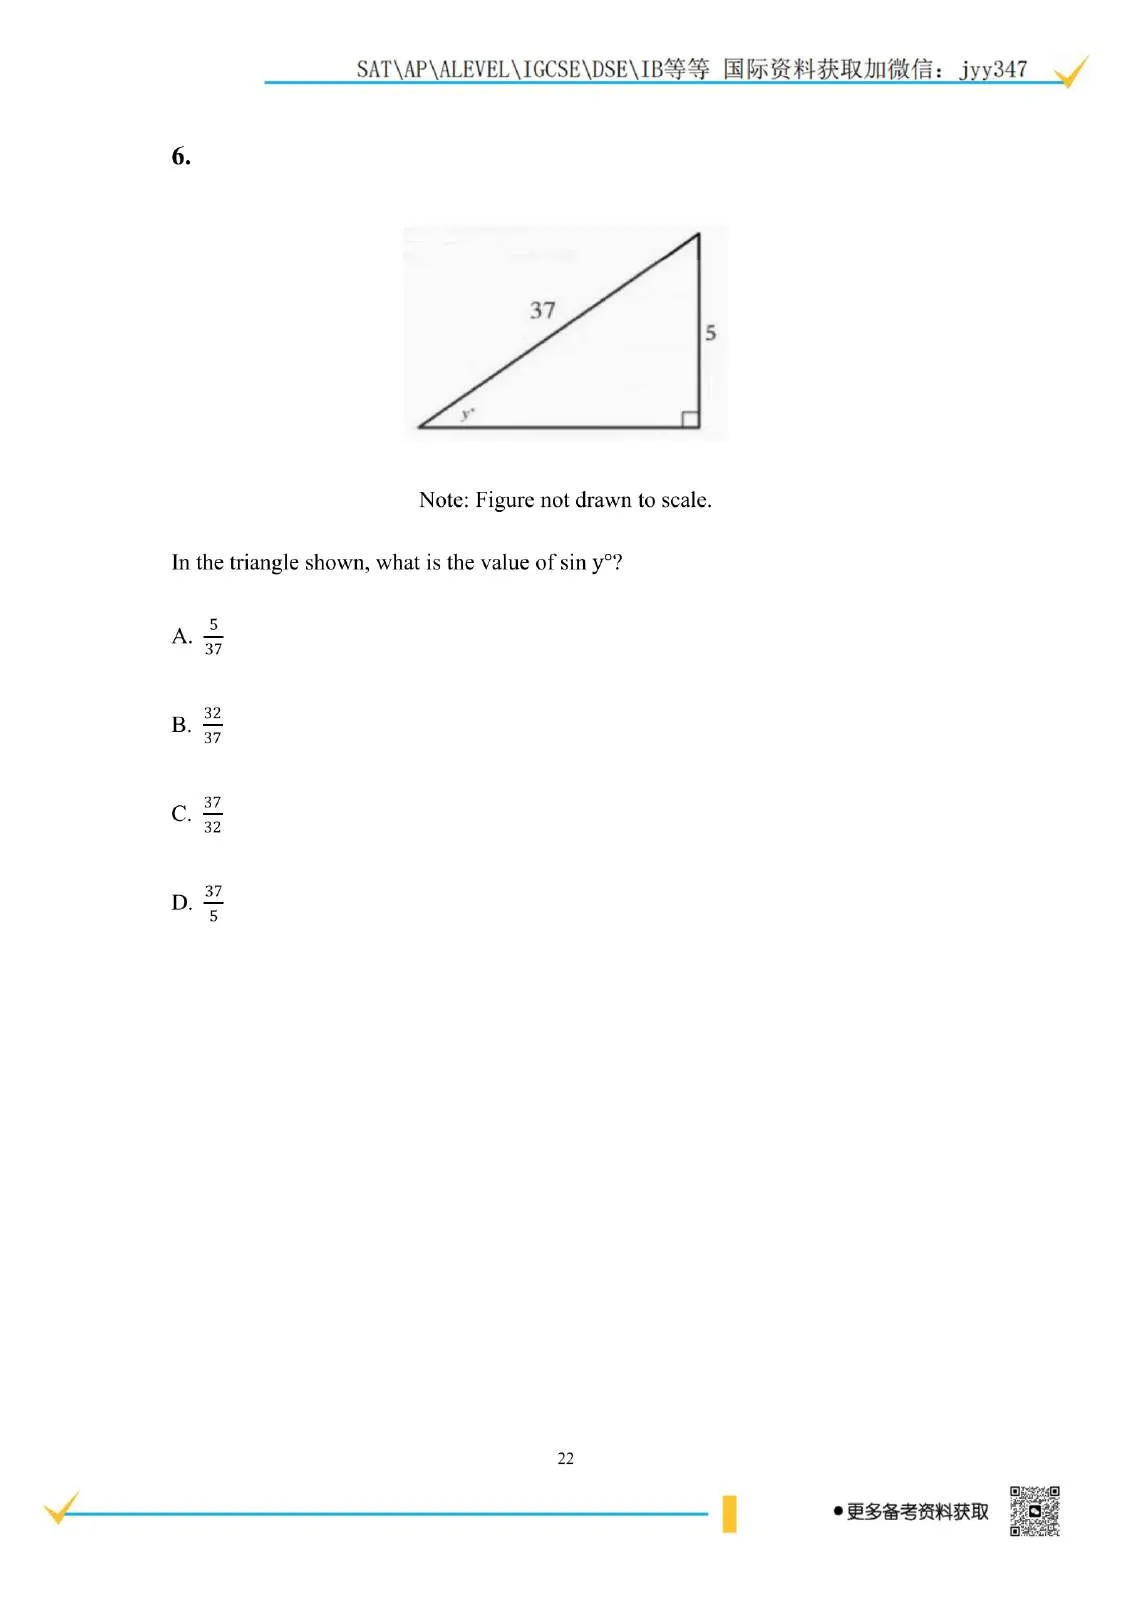 SAT\AP\ALEVEL\IGCSE\DSE\IB等等 国际资料获取加微信：jyy347
6.
37
5
y°
Note: Figure not drawn to scale.
In the triangle shown, what is the value of sin y°?
A. 5/37
B. 32/37
C. 37/32
D. 37/5
22
●更多备考资料获取